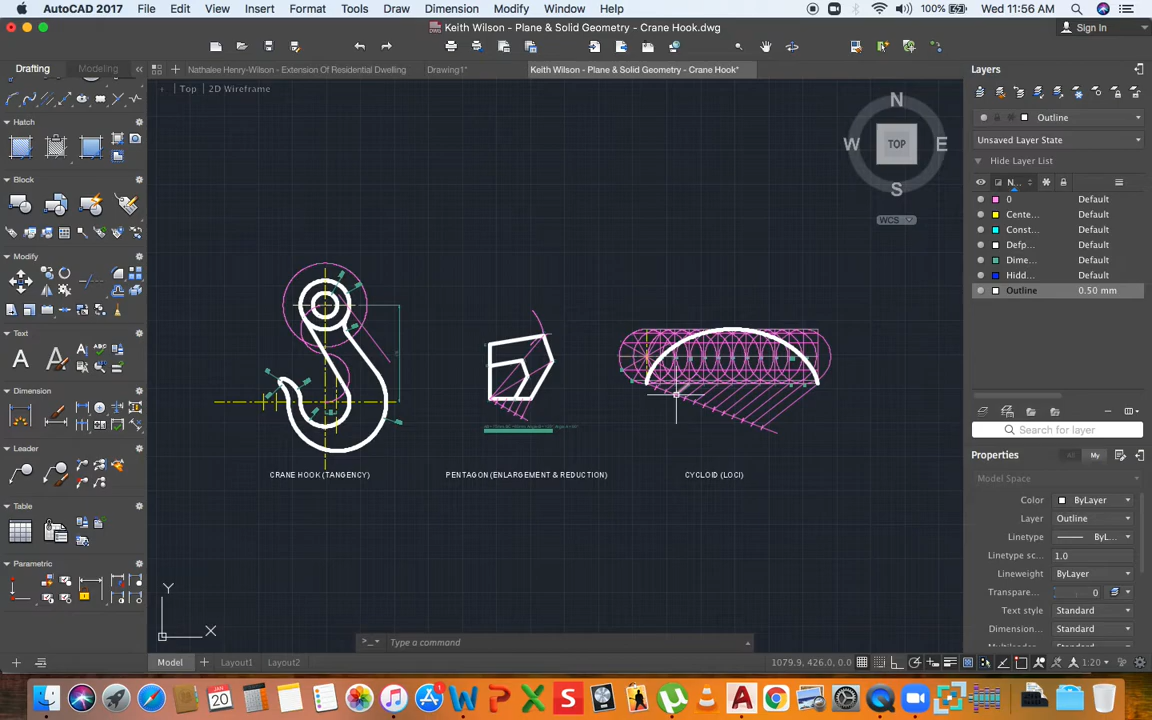 AutoCAD 2017 File Edit View Insert Format Tools Draw Dimension Modify Window Help 100% Wed 11:56 AM
Keith Wilson - Plane & Solid Geometry - Crane Hook.dwg
Sign In
Drafting Modeling
Nathalee Henry-Wilson - Extension Of Residential Dwelling Drawing1* Keith Wilson - Plane & Solid Geometry - Crane Hook*
Layers
Top 2D Wireframe
N
W TOP E
S
WCS
Outline
Unsaved Layer State
Hide Layer List
N...
0 Default
Cente... Default
Const... Default
Defp... Default
Dime... Default
Hidd... Default
Outline 0.50 mm
Hatch
Block
Modify
Text
A
Dimension
Leader
Table
Parametric
CRANE HOOK (TANGENCY) PENTAGON (ENLARGEMENT & REDUCTION) CYCLOID (LOCI)
Search for layer
Properties All My
Model Space
Color ByLayer
Layer Outline
Linetype ByL...
Linetype sc... 1.0
Lineweight ByLayer
Transpare... 0
Text style Standard
Dimension... Standard
Y
X
>_ Type a command
Model Layout1 Layout2 1079.9, 426.0, 0.0 1:20
JAN
20
1